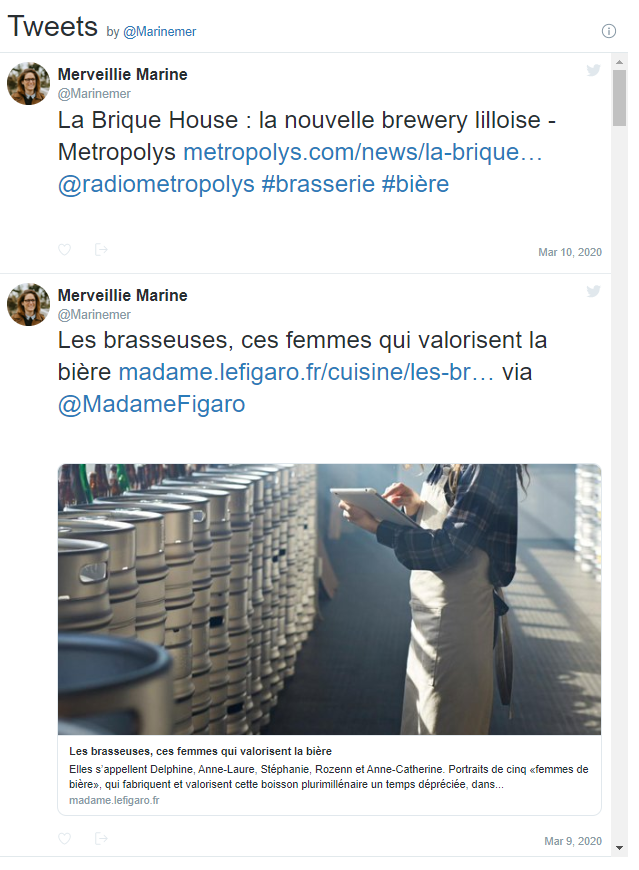 Tweets by @Marinemer
Merveillie Marine
@Marinemer
La Brique House : la nouvelle brewery lilloise -
Metropolys metropolys.com/news/la-brique…
@radiometropolys #brasserie #bière
Mar 10, 2020
Merveillie Marine
@Marinemer
Les brasseuses, ces femmes qui valorisent la
bière madame.lefigaro.fr/cuisine/les-br… via
@MadameFigaro
Les brasseuses, ces femmes qui valorisent la bière
Elles s'appellent Delphine, Anne-Laure, Stéphanie, Rozenn et Anne-Catherine. Portraits de cinq «femmes de
bière», qui fabriquent et valorisent cette boisson plurimillénaire un temps dépréciée, dans...
madame.lefigaro.fr
Mar 9, 2020